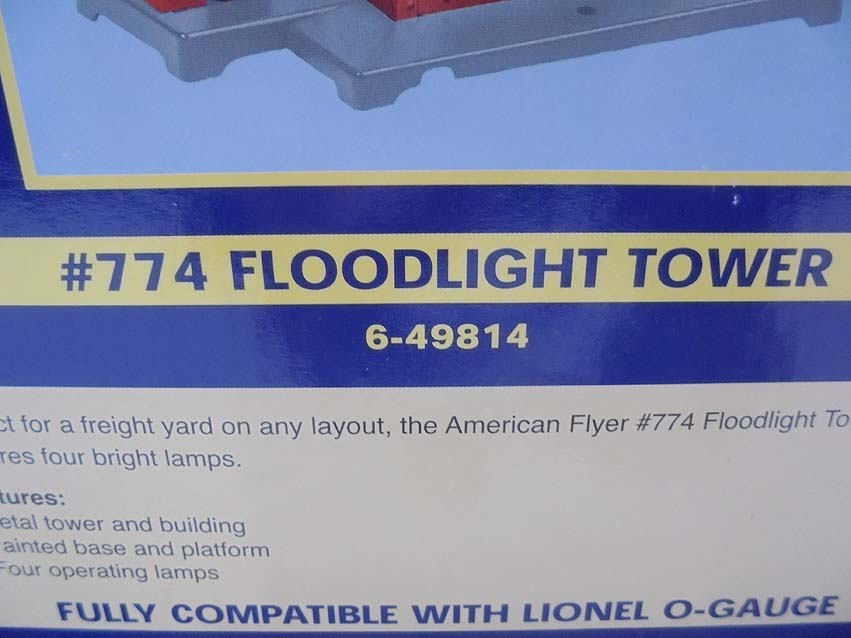 #774 FLOODLIGHT TOWER
6-49814
ct for a freight yard on any layout, the American Flyer #774 Floodlight To
res four bright lamps.
tures:
etal tower and building
ainted base and platform
Four operating lamps
FULLY COMPATIBLE WITH LIONEL O-GAUGE